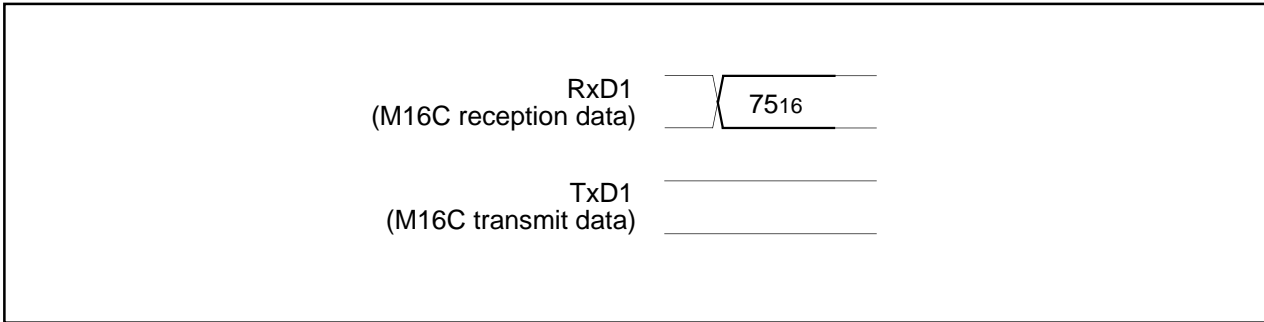 RxD1
(M16C reception data)
7516
TxD1
(M16C transmit data)